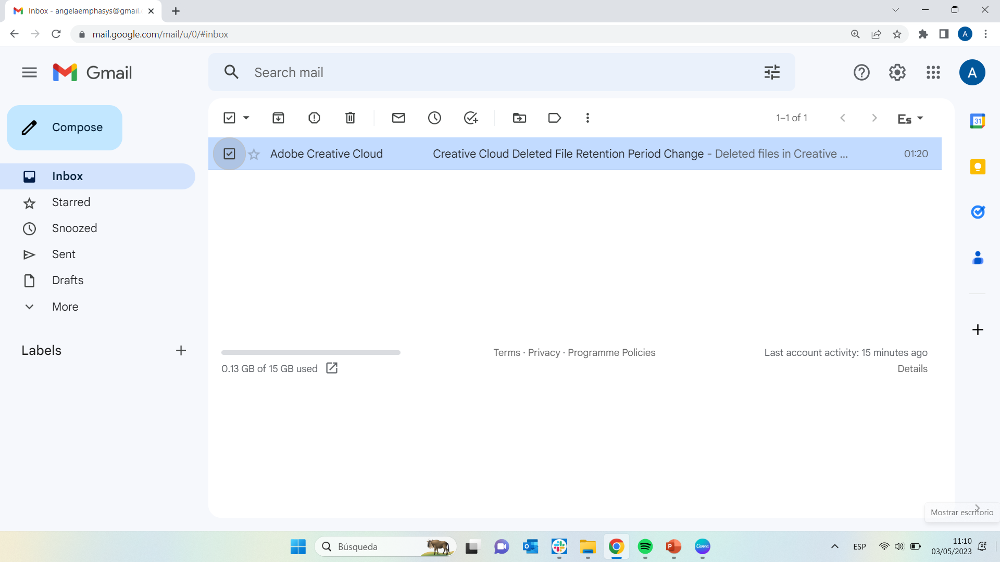 Inbox - angelaemphasys@gmail.
mail.google.com/mail/u/0/#inbox
A
Gmail
Search mail
A
Compose
1–1 of 1
Es
31
Adobe Creative Cloud Creative Cloud Deleted File Retention Period Change - Deleted files in Creative ... 01:20
Inbox
Starred
Snoozed
Sent
Drafts
More
Labels
0.13 GB of 15 GB used
Terms · Privacy · Programme Policies
Last account activity: 15 minutes ago
Details
Mostrar escritorio
Búsqueda
Canva
ESP
11:10
03/05/2023